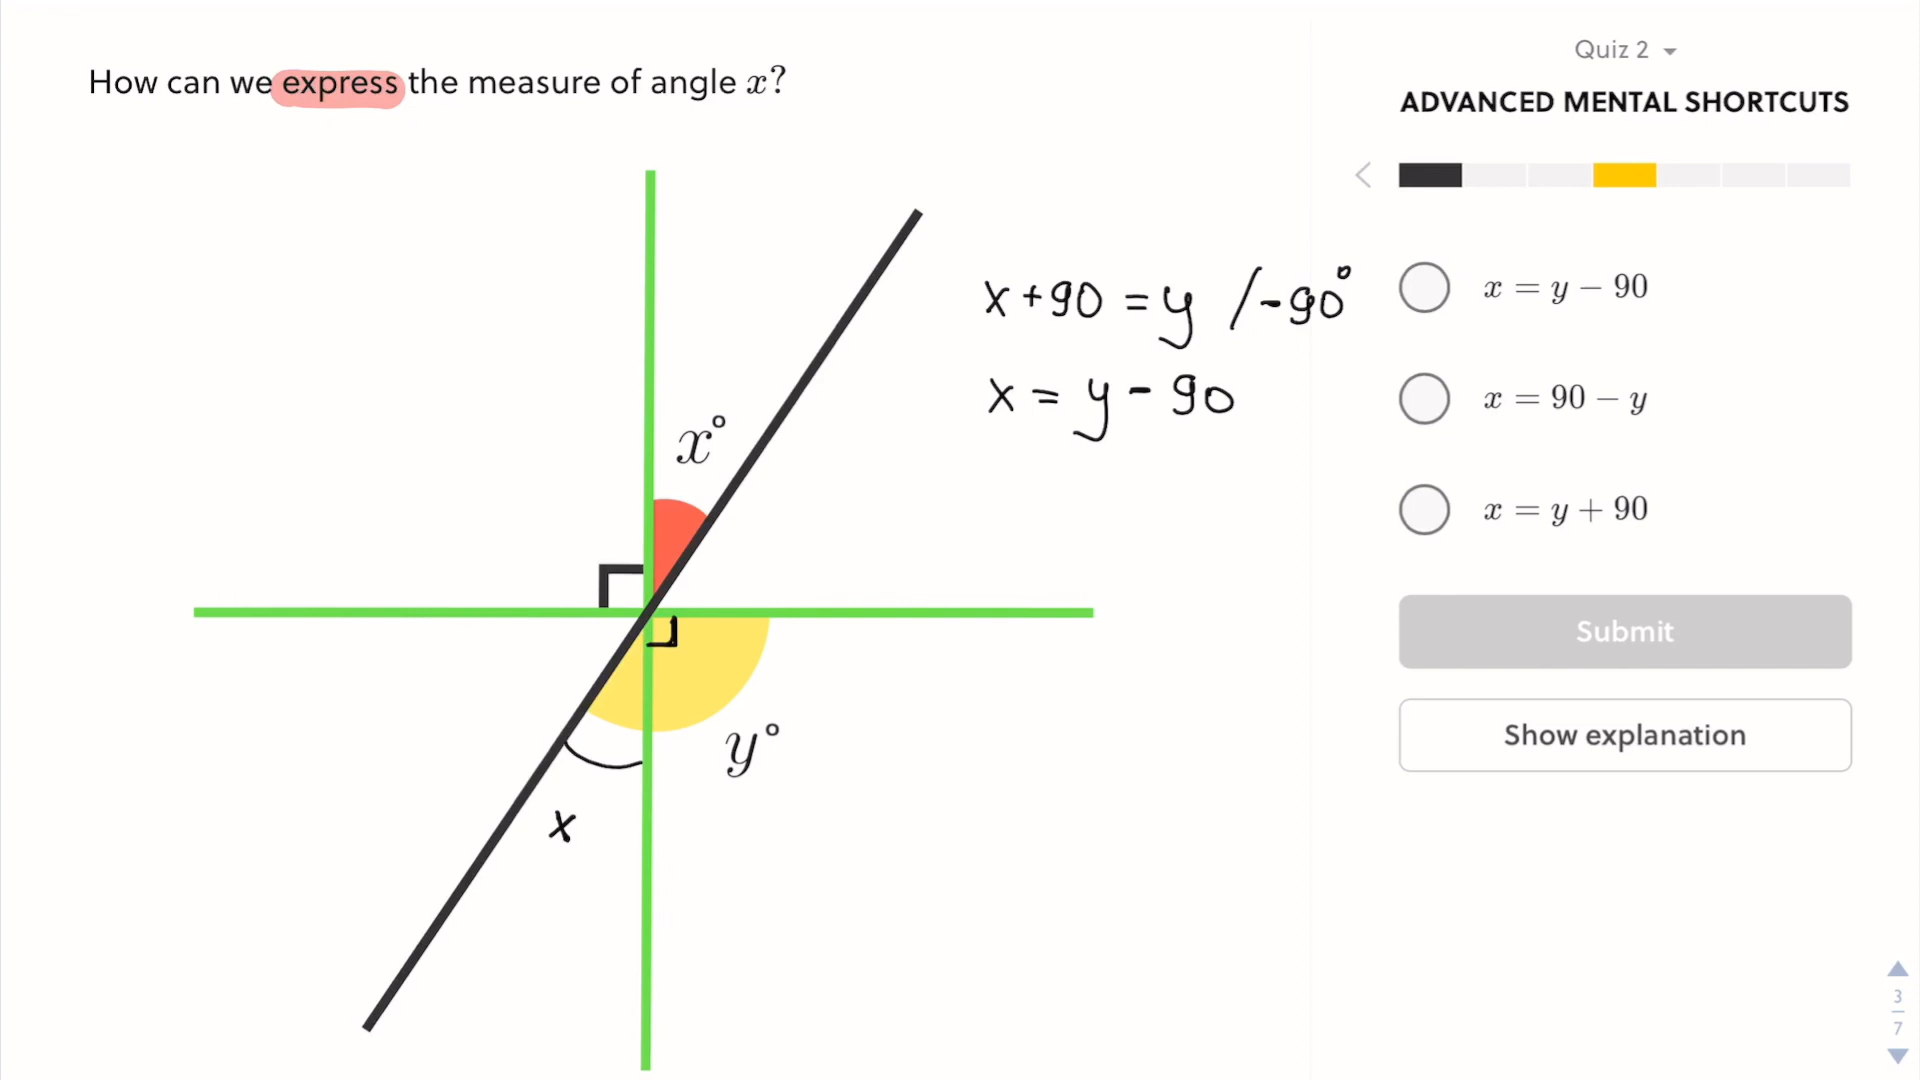 How can we express the measure of angle x?
x+90 = y /-90°
x = y - 90
x°
y°
x
Quiz 2
ADVANCED MENTAL SHORTCUTS
x = y − 90
x = 90 − y
x = y + 90
Submit
Show explanation
3
7